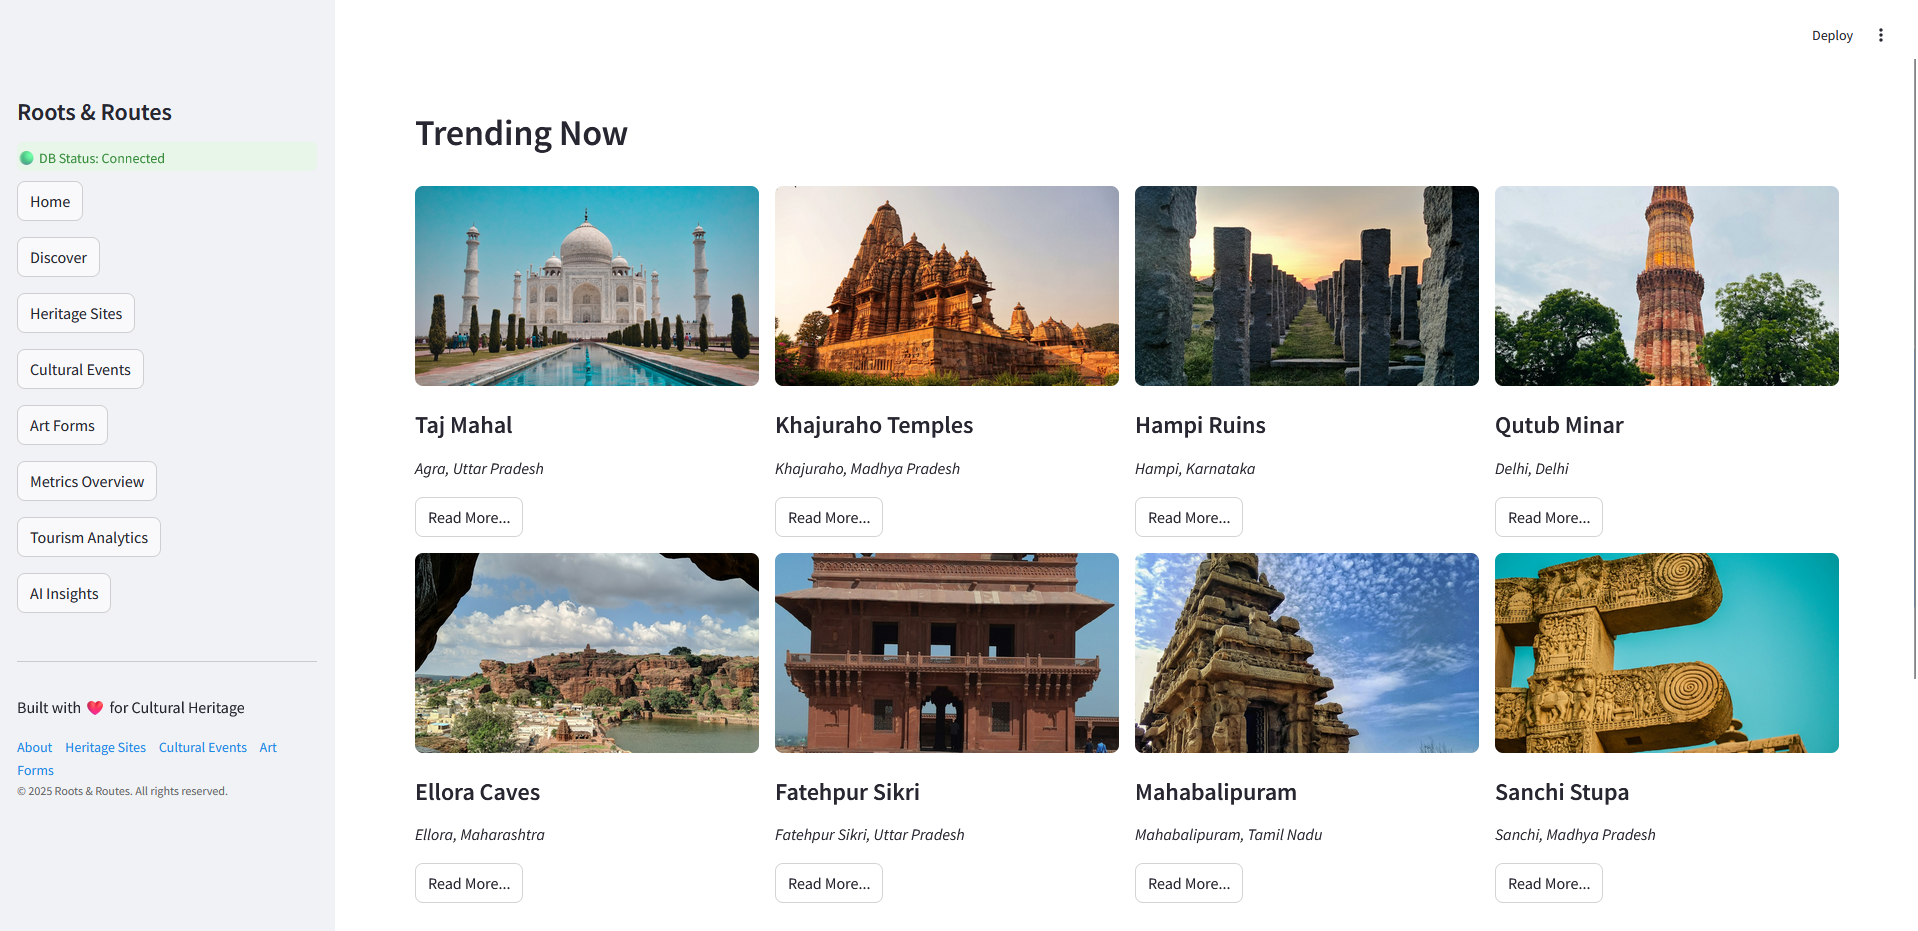 Deploy
Roots & Routes
DB Status: Connected
Home
Discover
Heritage Sites
Cultural Events
Art Forms
Metrics Overview
Tourism Analytics
AI Insights
Built with ❤️ for Cultural Heritage
About Heritage Sites Cultural Events Art
Forms
© 2025 Roots & Routes. All rights reserved.
Trending Now
Taj Mahal
Agra, Uttar Pradesh
Read More...
Khajuraho Temples
Khajuraho, Madhya Pradesh
Read More...
Hampi Ruins
Hampi, Karnataka
Read More...
Qutub Minar
Delhi, Delhi
Read More...
Ellora Caves
Ellora, Maharashtra
Read More...
Fatehpur Sikri
Fatehpur Sikri, Uttar Pradesh
Read More...
Mahabalipuram
Mahabalipuram, Tamil Nadu
Read More...
Sanchi Stupa
Sanchi, Madhya Pradesh
Read More...